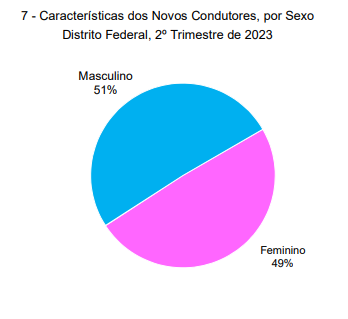 7 - Características dos Novos Condutores, por Sexo
Distrito Federal, 2º Trimestre de 2023
Masculino
51%
Feminino
49%